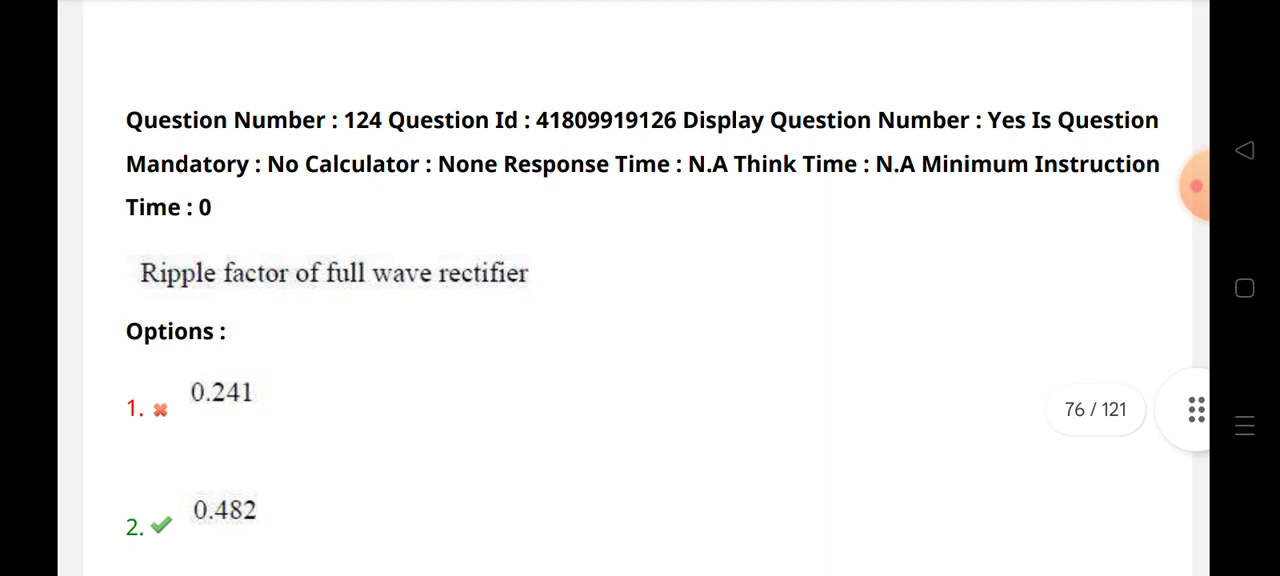 Question Number : 124 Question Id : 41809919126 Display Question Number : Yes Is Question
Mandatory : No Calculator : None Response Time : N.A Think Time : N.A Minimum Instruction
Time : 0
Ripple factor of full wave rectifier
Options :
1. 0.241
76 / 121
2. 0.482